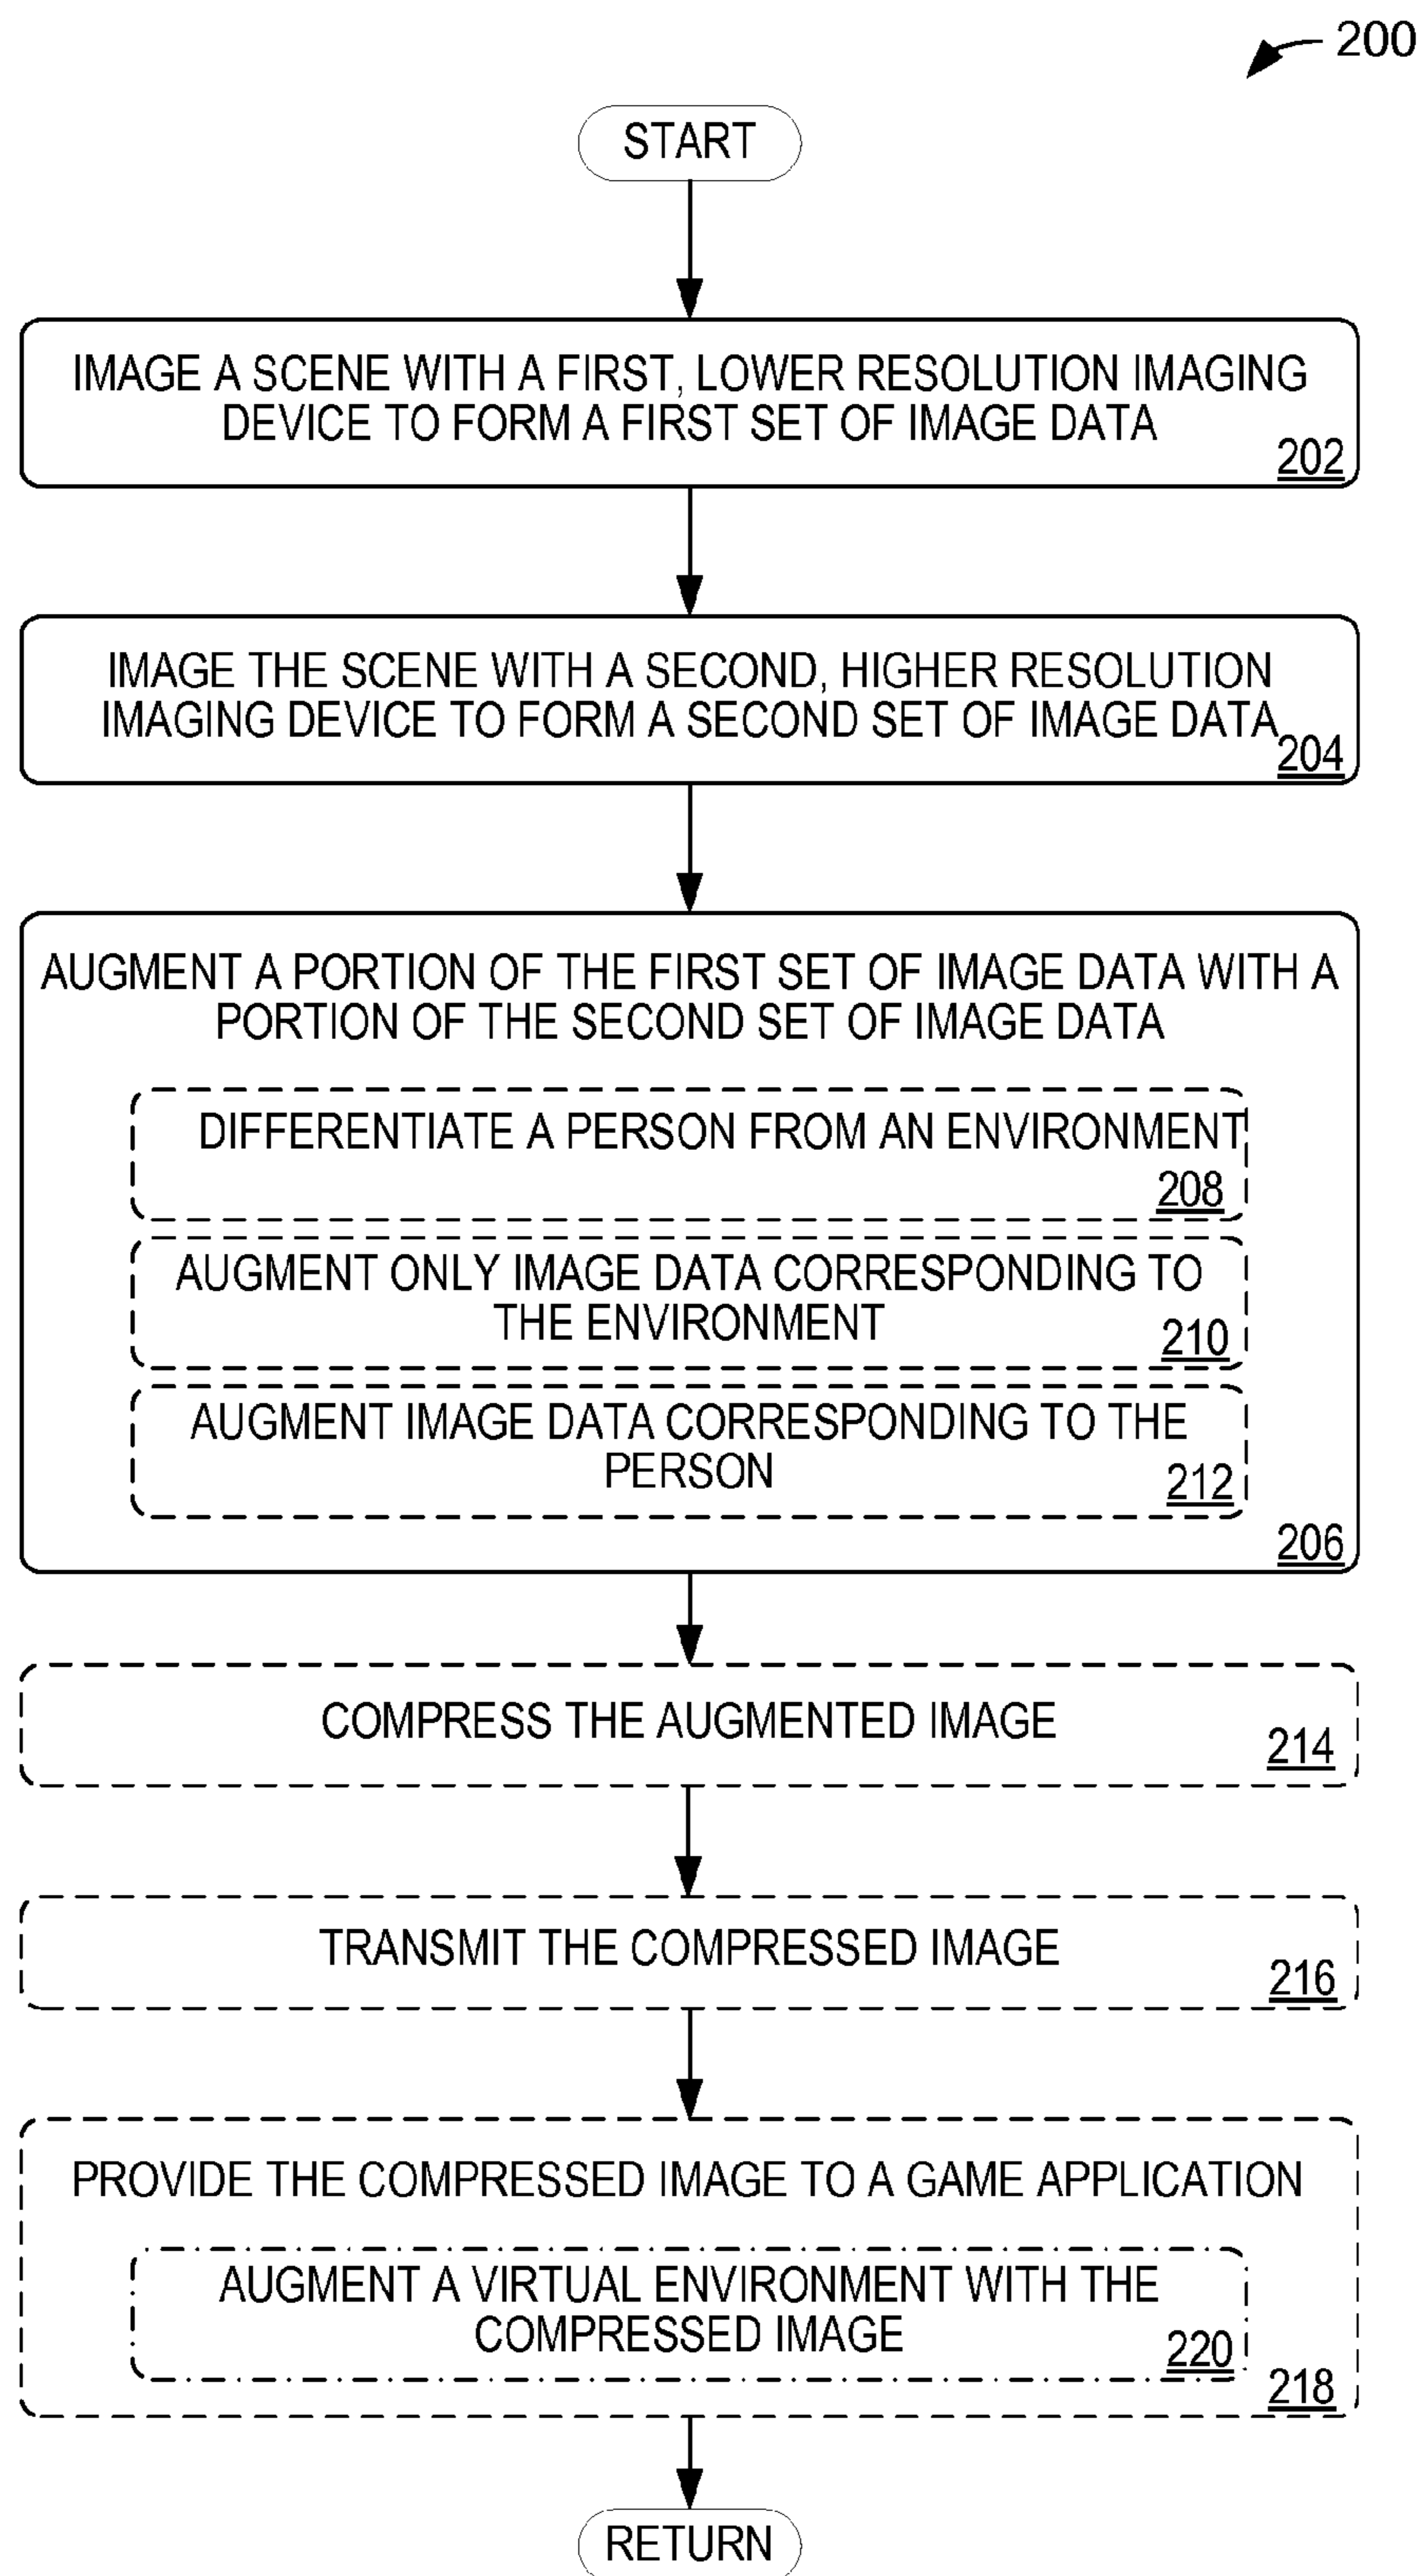 200
START
IMAGE A SCENE WITH A FIRST, LOWER RESOLUTION IMAGING
DEVICE TO FORM A FIRST SET OF IMAGE DATA
202
IMAGE THE SCENE WITH A SECOND, HIGHER RESOLUTION
IMAGING DEVICE TO FORM A SECOND SET OF IMAGE DATA
204
AUGMENT A PORTION OF THE FIRST SET OF IMAGE DATA WITH A
PORTION OF THE SECOND SET OF IMAGE DATA
DIFFERENTIATE A PERSON FROM AN ENVIRONMENT
208
AUGMENT ONLY IMAGE DATA CORRESPONDING TO
THE ENVIRONMENT
210
AUGMENT IMAGE DATA CORRESPONDING TO THE
PERSON
212
206
COMPRESS THE AUGMENTED IMAGE
214
TRANSMIT THE COMPRESSED IMAGE
216
PROVIDE THE COMPRESSED IMAGE TO A GAME APPLICATION
AUGMENT A VIRTUAL ENVIRONMENT WITH THE
COMPRESSED IMAGE
220
218
RETURN